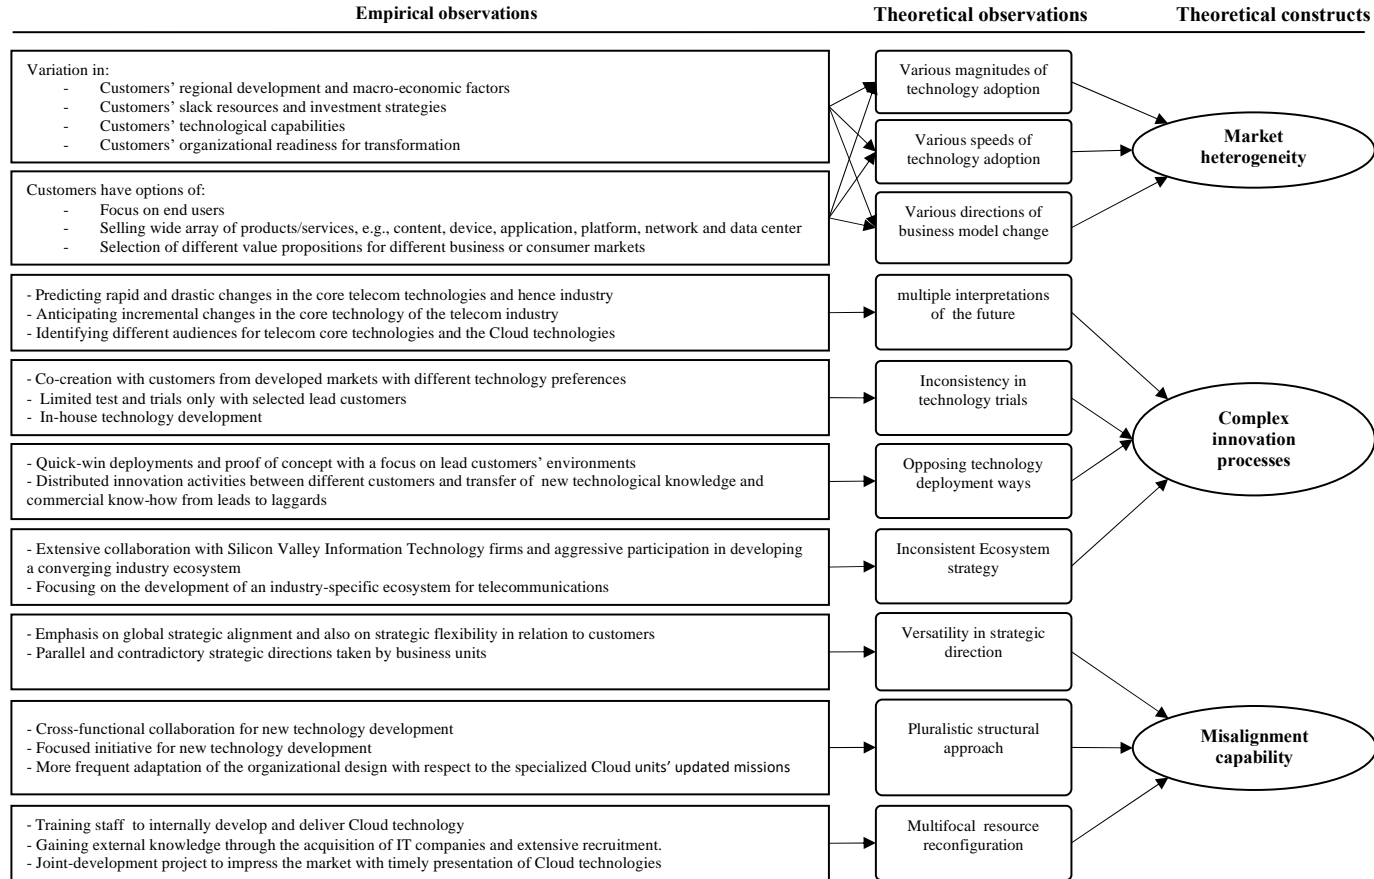 Empirical observations
Theoretical observations
Theoretical constructs
Variation in:
- Customers' regional development and macro-economic factors
- Customers' slack resources and investment strategies
- Customers' technological capabilities
- Customers' organizational readiness for transformation
Various magnitudes of
technology adoption
Various speeds of
technology adoption
Market
heterogeneity
Customers have options of:
- Focus on end users
- Selling wide array of products/services, e.g., content, device, application, platform, network and data center
- Selection of different value propositions for different business or consumer markets
Various directions of
business model change
- Predicting rapid and drastic changes in the core telecom technologies and hence industry
- Anticipating incremental changes in the core technology of the telecom industry
- Identifying different audiences for telecom core technologies and the Cloud technologies
multiple interpretations
of the future
- Co-creation with customers from developed markets with different technology preferences
- Limited test and trials only with selected lead customers
- In-house technology development
Inconsistency in
technology trials
Complex
innovation
processes
- Quick-win deployments and proof of concept with a focus on lead customers' environments
- Distributed innovation activities between different customers and transfer of new technological knowledge and
commercial know-how from leads to laggards
Opposing technology
deployment ways
- Extensive collaboration with Silicon Valley Information Technology firms and aggressive participation in developing
a converging industry ecosystem
- Focusing on the development of an industry-specific ecosystem for telecommunications
Inconsistent Ecosystem
strategy
- Emphasis on global strategic alignment and also on strategic flexibility in relation to customers
- Parallel and contradictory strategic directions taken by business units
Versatility in strategic
direction
- Cross-functional collaboration for new technology development
- Focused initiative for new technology development
- More frequent adaptation of the organizational design with respect to the specialized Cloud units' updated missions
Pluralistic structural
approach
Misalignment
capability
- Training staff to internally develop and deliver Cloud technology
- Gaining external knowledge through the acquisition of IT companies and extensive recruitment.
- Joint-development project to impress the market with timely presentation of Cloud technologies
Multifocal resource
reconfiguration